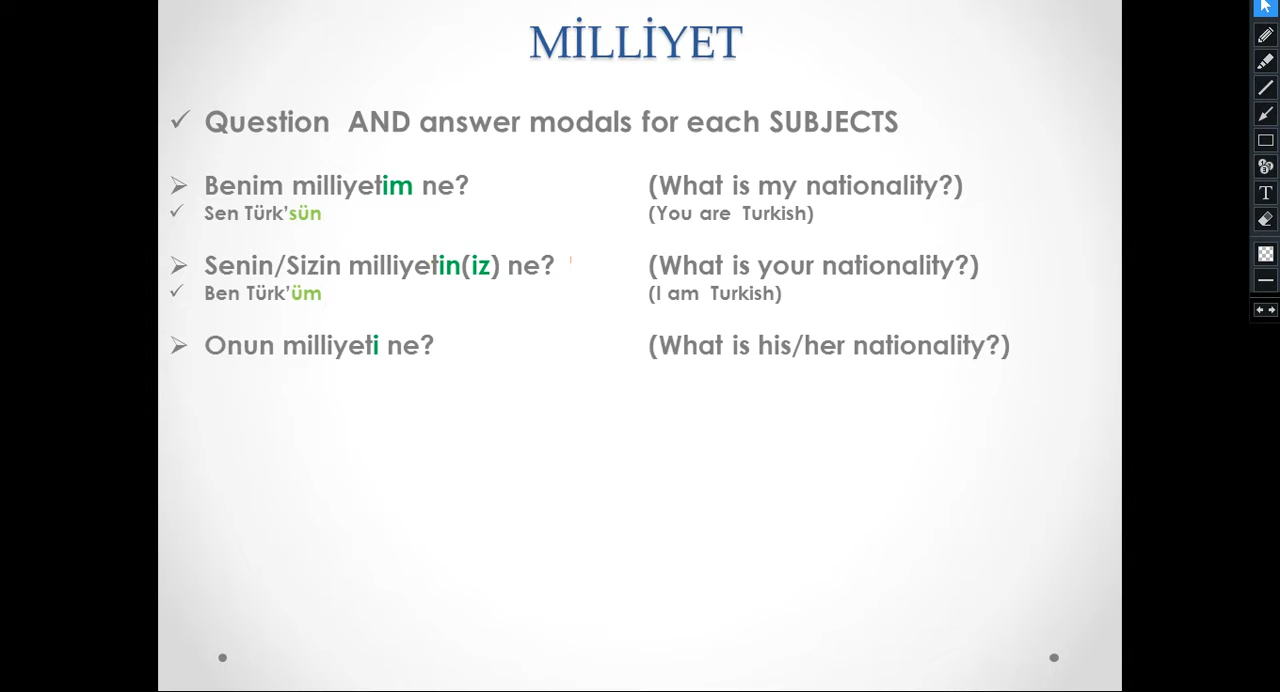 MİLLİYET
Question AND answer modals for each SUBJECTS
Benim milliyetim ne? (What is my nationality?)
Sen Türk'sün (You are Turkish)
Senin/Sizin milliyetin(iz) ne? (What is your nationality?)
Ben Türk'üm (I am Turkish)
Onun milliyeti ne? (What is his/her nationality?)
T